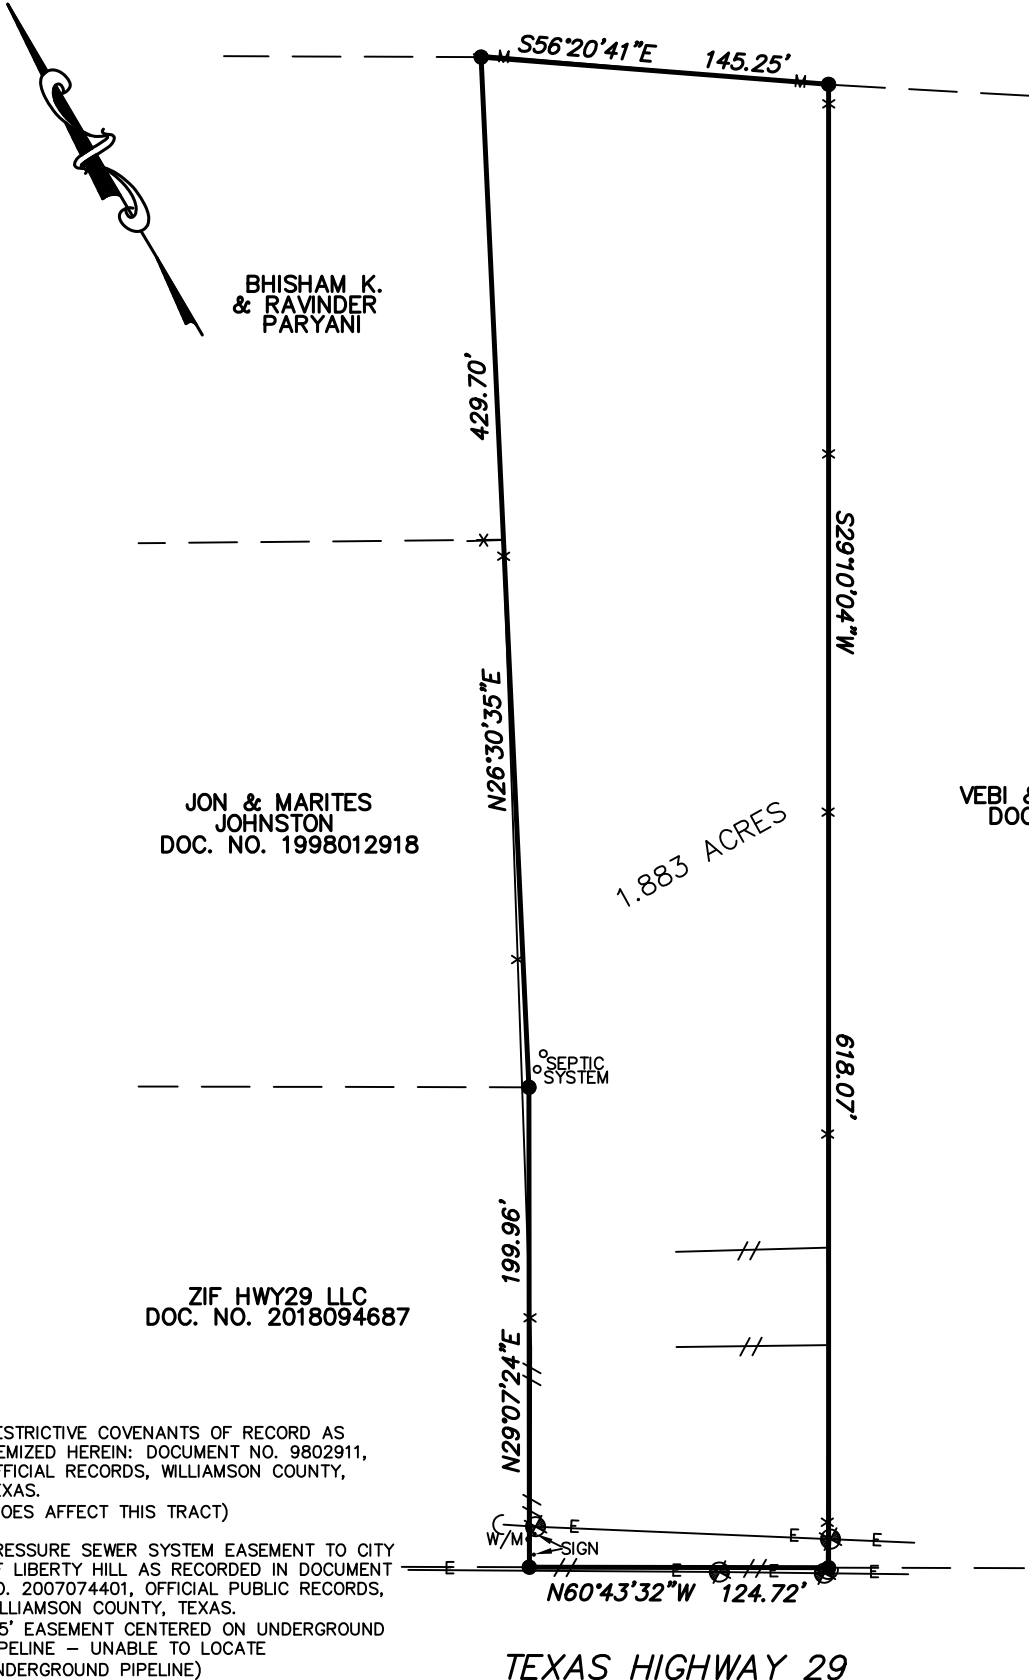 S56°20'41"E 145.25'
BHISHAM K.
& RAVINDER
PARYANI
429.70'
S29°10'04"W
N26°30'35"E
JON & MARITES
JOHNSTON
DOC. NO. 1998012918
1.883 ACRES
VEBI &
DOC
618.07'
SEPTIC
SYSTEM
199.96'
ZIF HWY29 LLC
DOC. NO. 2018094687
N29°07'24"E
ESTRICTIVE COVENANTS OF RECORD AS
EMIZED HEREIN: DOCUMENT NO. 9802911,
FFICIAL RECORDS, WILLIAMSON COUNTY,
EXAS.
OES AFFECT THIS TRACT)
E
E
E
W/M
SIGN
RESSURE SEWER SYSTEM EASEMENT TO CITY
F LIBERTY HILL AS RECORDED IN DOCUMENT
O. 2007074401, OFFICIAL PUBLIC RECORDS,
ILLIAMSON COUNTY, TEXAS.
5' EASEMENT CENTERED ON UNDERGROUND
PELINE – UNABLE TO LOCATE
NDERGROUND PIPELINE)
E
E
E
E
N60°43'32"W 124.72'
TEXAS HIGHWAY 29